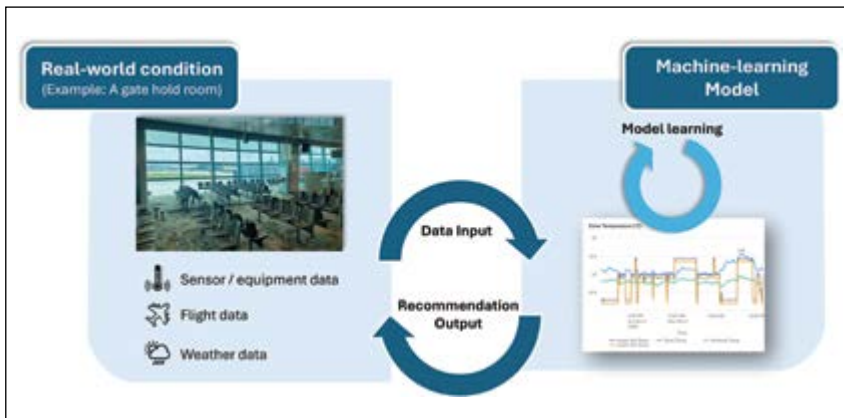 Real-world condition
(Example: A gate hold room)
Sensor / equipment data
Flight data
Weather data
Data Input
Recommendation
Output
Machine-learning
Model
Model learning